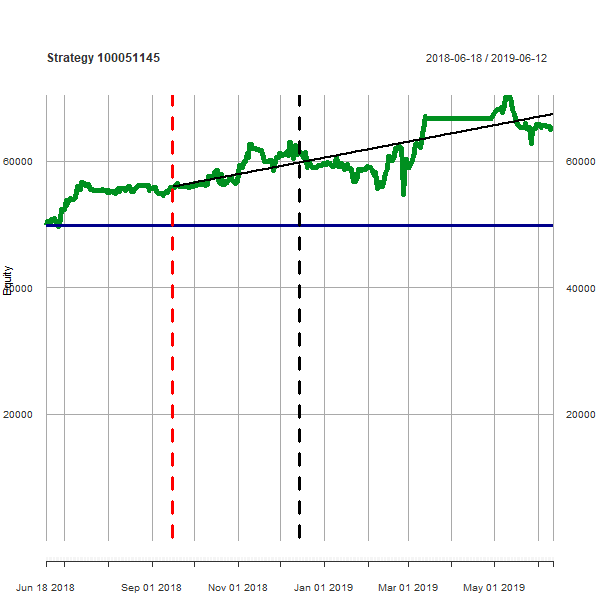 Strategy 100051145
2018-06-18 / 2019-06-12
60000
60000
Equity
40000
40000
20000
20000
Jun 18 2018
Sep 01 2018
Nov 01 2018
Jan 01 2019
Mar 01 2019
May 01 2019